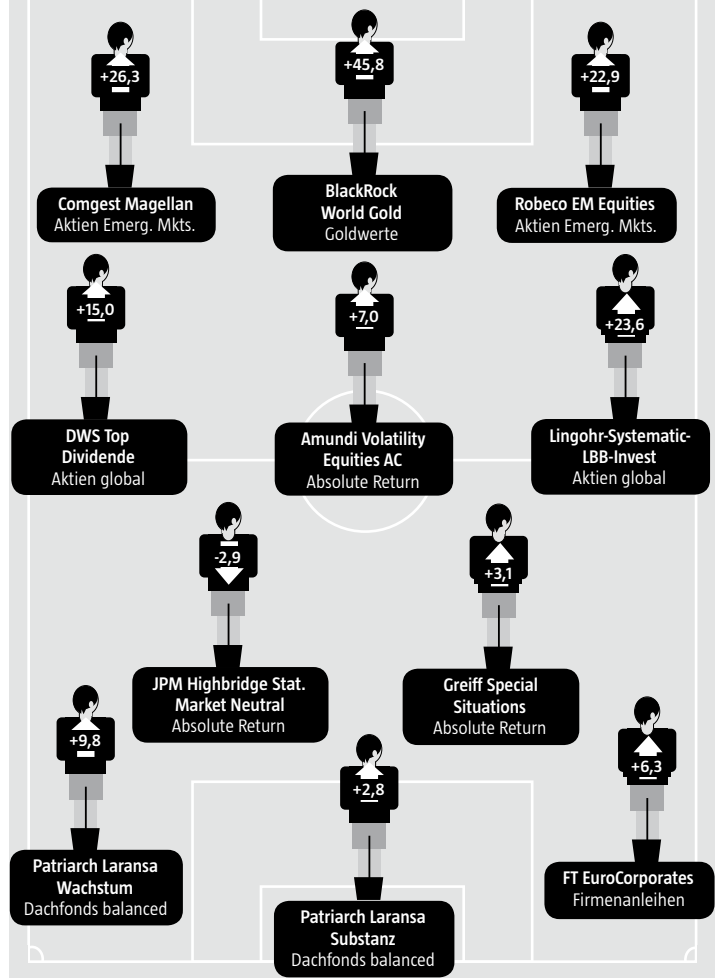 +26,3
Comgest Magellan
Aktien Emerg. Mkts.
+45,8
BlackRock
World Gold
Goldwerte
+22,9
Robeco EM Equities
Aktien Emerg. Mkts.
+15,0
DWS Top
Dividende
Aktien global
+7,0
Amundi Volatility
Equities AC
Absolute Return
+23,6
Lingohr-Systematic-
LBB-Invest
Aktien global
-2,9
JPM Highbridge Stat.
Market Neutral
Absolute Return
+3,1
Greiff Special
Situations
Absolute Return
+9,8
Patriarch Laransa
Wachstum
Dachfonds balanced
+2,8
Patriarch Laransa
Substanz
Dachfonds balanced
+6,3
FT EuroCorporates
Firmenanleihen